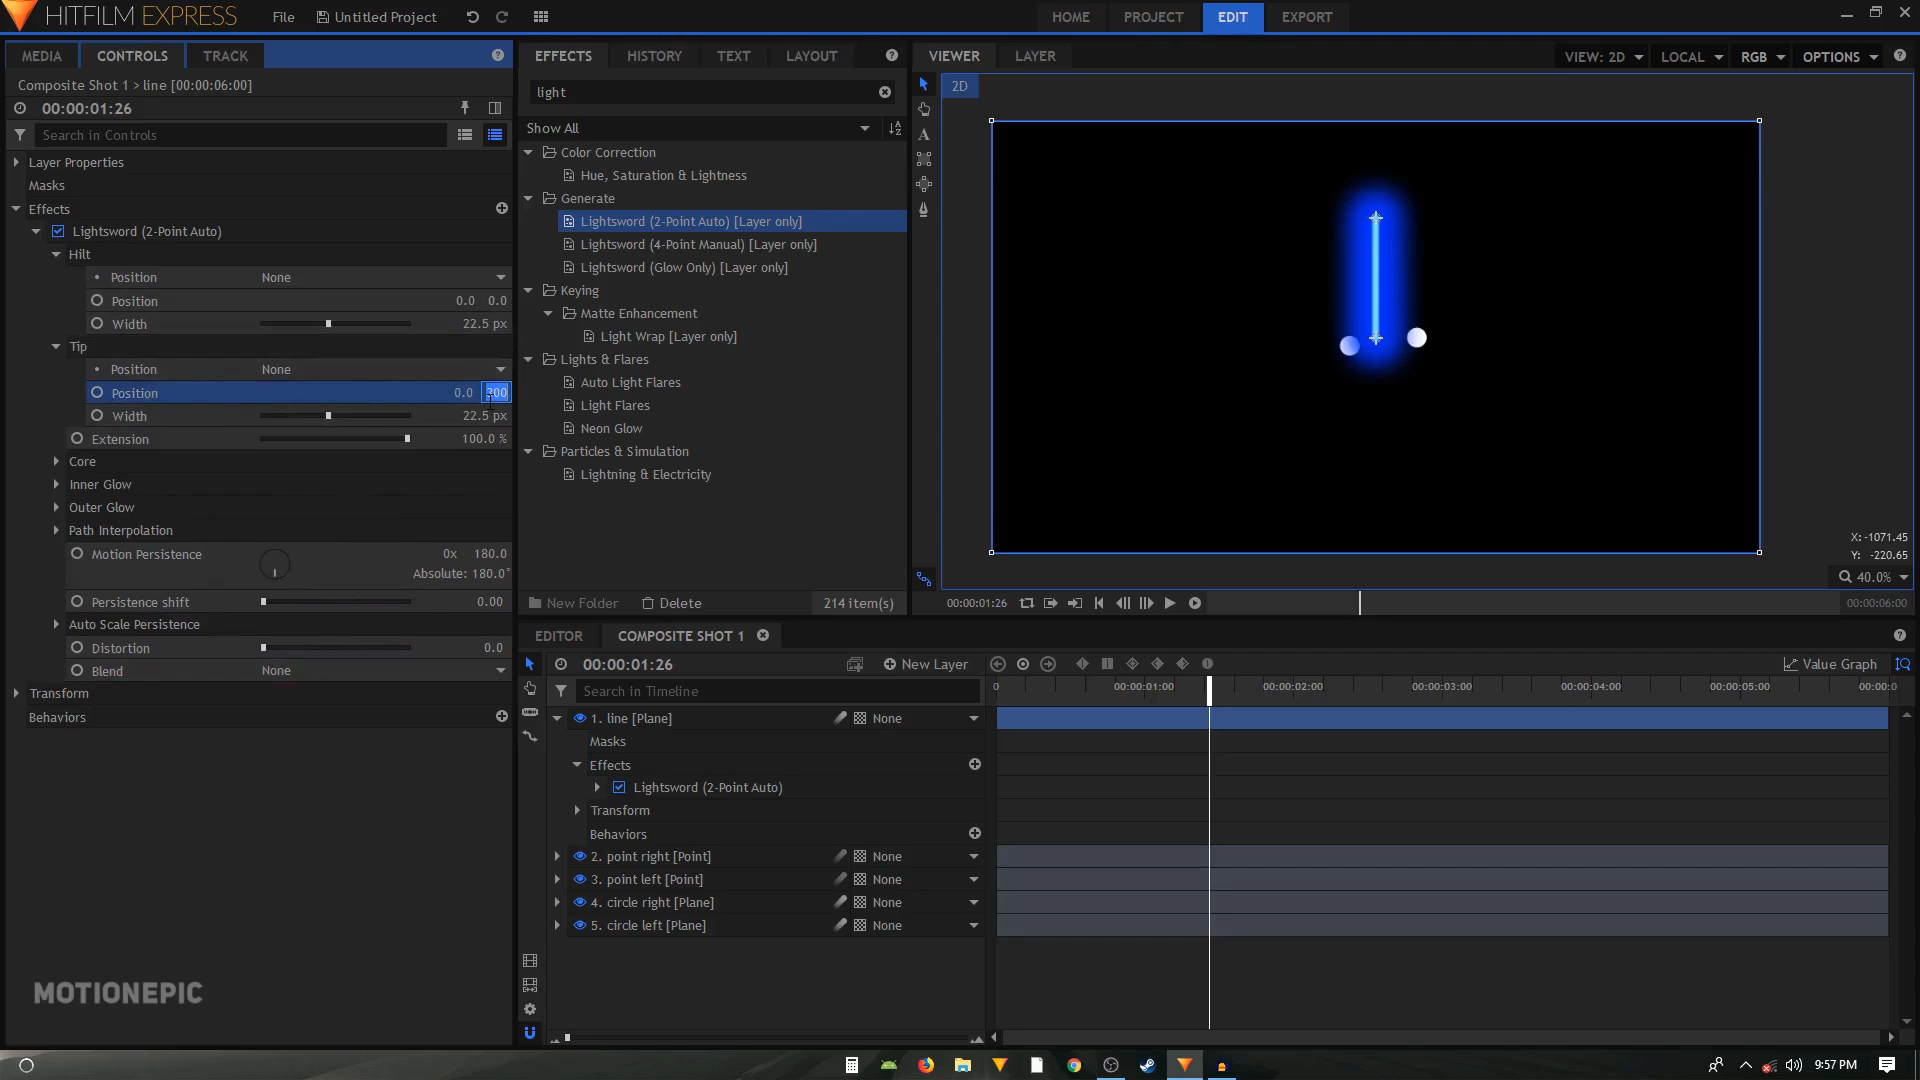 HITFILM EXPRESS
File
Untitled Project
HOME
PROJECT
EDIT
EXPORT
MEDIA
CONTROLS
TRACK
Composite Shot 1 > line [00:00:06:00]
00:00:01:26
Search in Controls
Layer Properties
Masks
Effects
Lightsword (2-Point Auto)
Hilt
Position None
Position 0.0 0.0
Width 22.5 px
Tip
Position None
Position 0.0 300
Width 22.5 px
Extension 100.0 %
Core
Inner Glow
Outer Glow
Path Interpolation
Motion Persistence 0x 180.0
Absolute: 180.0°
Persistence shift 0.00
Auto Scale Persistence
Distortion 0.0
Blend None
Transform
Behaviors
MOTIONEPIC
EFFECTS
HISTORY
TEXT
LAYOUT
light
Show All
Color Correction
Hue, Saturation & Lightness
Generate
Lightsword (2-Point Auto) [Layer only]
Lightsword (4-Point Manual) [Layer only]
Lightsword (Glow Only) [Layer only]
Keying
Matte Enhancement
Light Wrap [Layer only]
Lights & Flares
Auto Light Flares
Light Flares
Neon Glow
Particles & Simulation
Lightning & Electricity
New Folder
Delete
214 item(s)
VIEWER
LAYER
VIEW: 2D
LOCAL
RGB
OPTIONS
2D
X: -1071.45
Y: -220.65
40.0%
00:00:01:26
00:00:06:00
EDITOR
COMPOSITE SHOT 1
00:00:01:26
New Layer
Value Graph
Search in Timeline
0 00:00:01:00 00:00:02:00 00:00:03:00 00:00:04:00 00:00:05:00 00:00:0
1. line [Plane] None
Masks
Effects
Lightsword (2-Point Auto)
Transform
Behaviors
2. point right [Point] None
3. point left [Point] None
4. circle right [Plane] None
5. circle left [Plane] None
9:57 PM